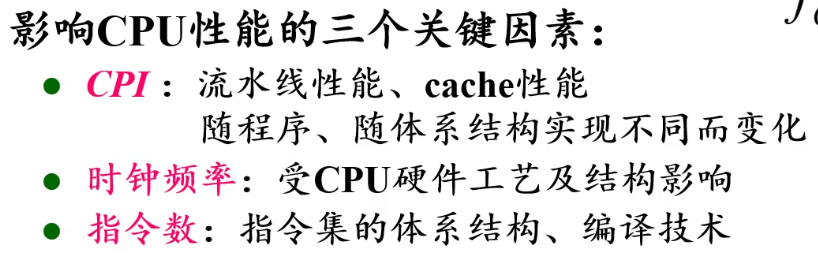 影响CPU性能的三个关键因素：
● CPI：流水线性能、cache性能
随程序、随体系结构实现不同而变化
● 时钟频率：受CPU硬件工艺及结构影响
● 指令数：指令集的体系结构、编译技术